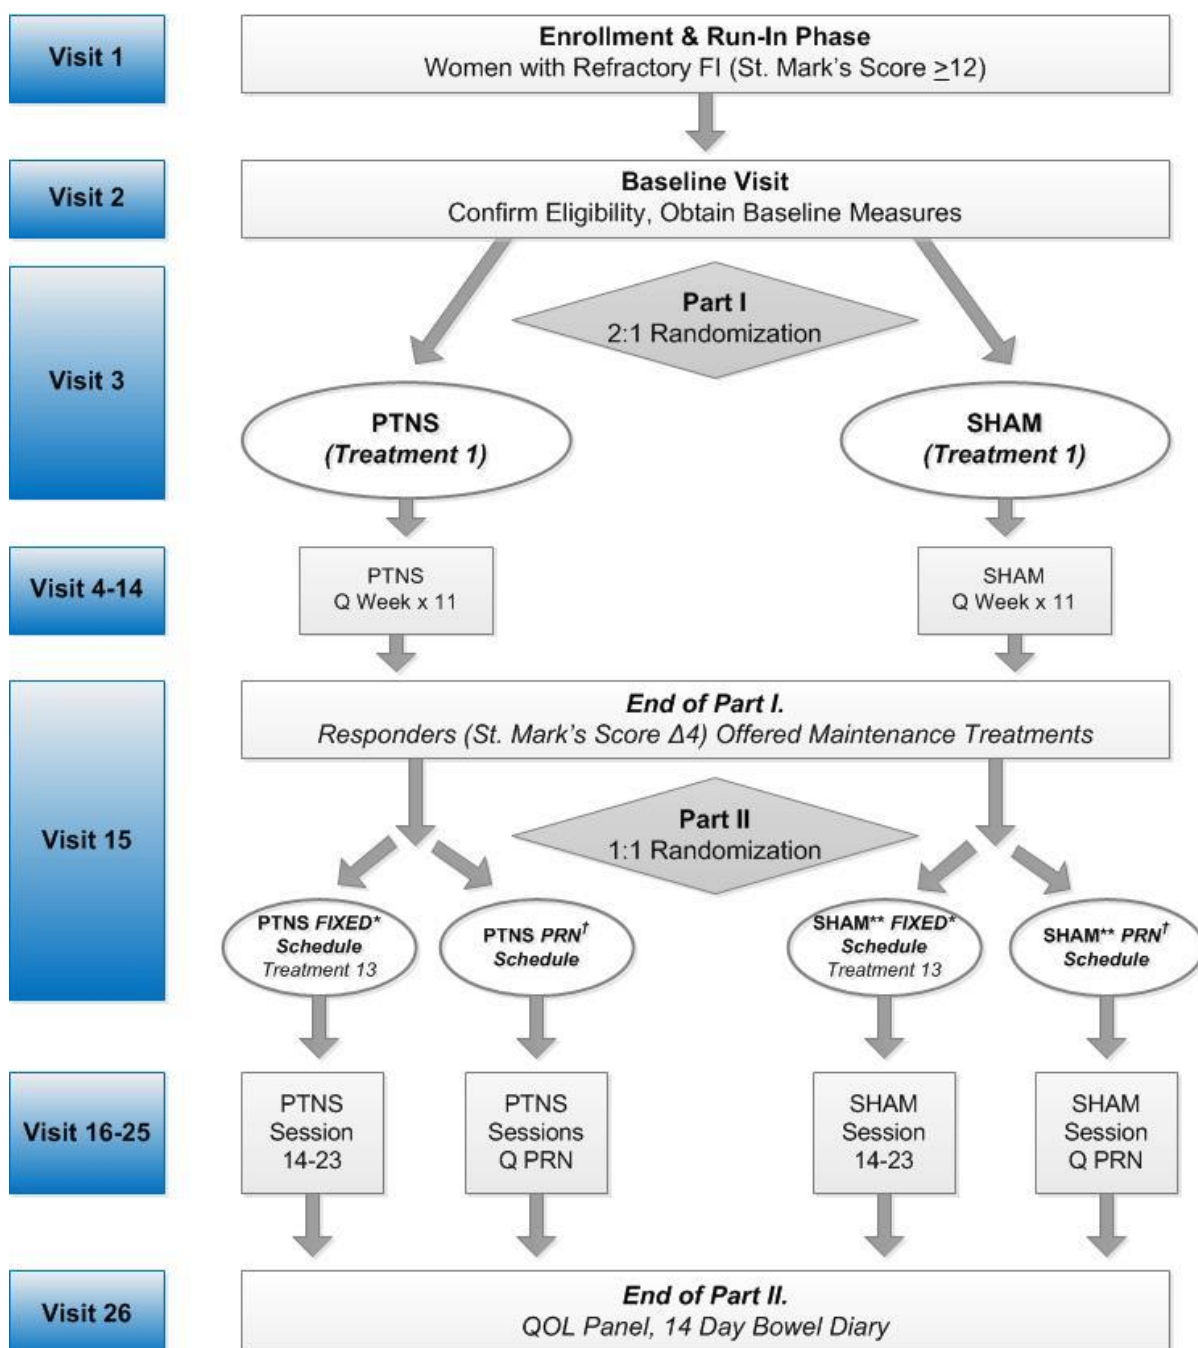 Visit 1
Enrollment & Run-In Phase
Women with Refractory FI (St. Mark's Score ≥12)
Visit 2
Baseline Visit
Confirm Eligibility, Obtain Baseline Measures
Visit 3
Part I
2:1 Randomization
PTNS
(Treatment 1)
SHAM
(Treatment 1)
Visit 4-14
PTNS
Q Week x 11
SHAM
Q Week x 11
Visit 15
End of Part I.
Responders (St. Mark's Score Δ4) Offered Maintenance Treatments
Part II
1:1 Randomization
PTNS FIXED*
Schedule
Treatment 13
PTNS PRN†
Schedule
SHAM** FIXED*
Schedule
Treatment 13
SHAM** PRN†
Schedule
Visit 16-25
PTNS
Session
14-23
PTNS
Sessions
Q PRN
SHAM
Session
14-23
SHAM
Session
Q PRN
Visit 26
End of Part II.
QOL Panel, 14 Day Bowel Diary